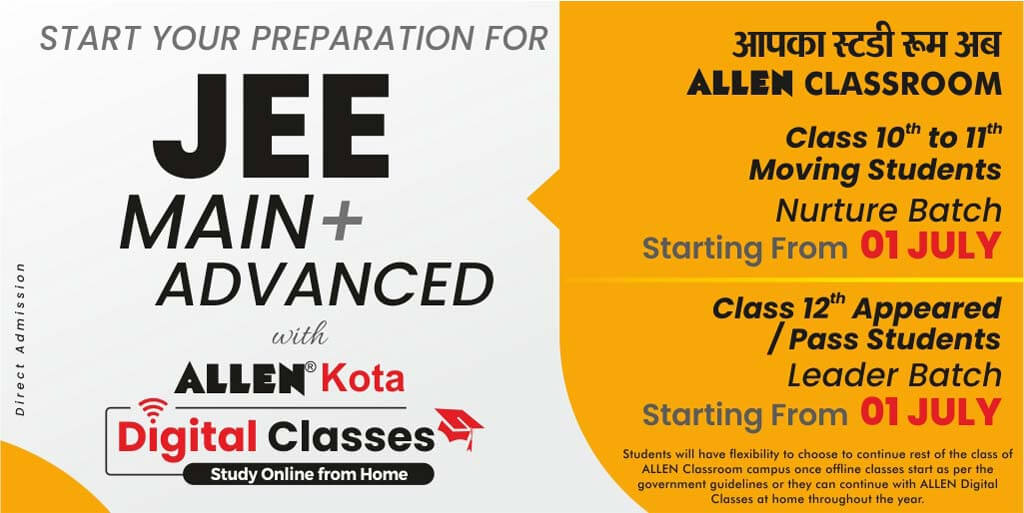 START YOUR PREPARATION FOR
JEE
MAIN+
ADVANCED
with
ALLEN® Kota
Digital Classes
Study Online from Home
Direct Admission
आपका स्टडी रूम अब
ALLEN CLASSROOM
Class 10th to 11th
Moving Students
Nurture Batch
Starting From 01 JULY
Class 12th Appeared
/ Pass Students
Leader Batch
Starting From 01 JULY
Students will have flexibility to choose to continue rest of the class of
ALLEN Classroom campus once offline classes start as per the
government guidelines or they can continue with ALLEN Digital
Classes at home throughout the year.